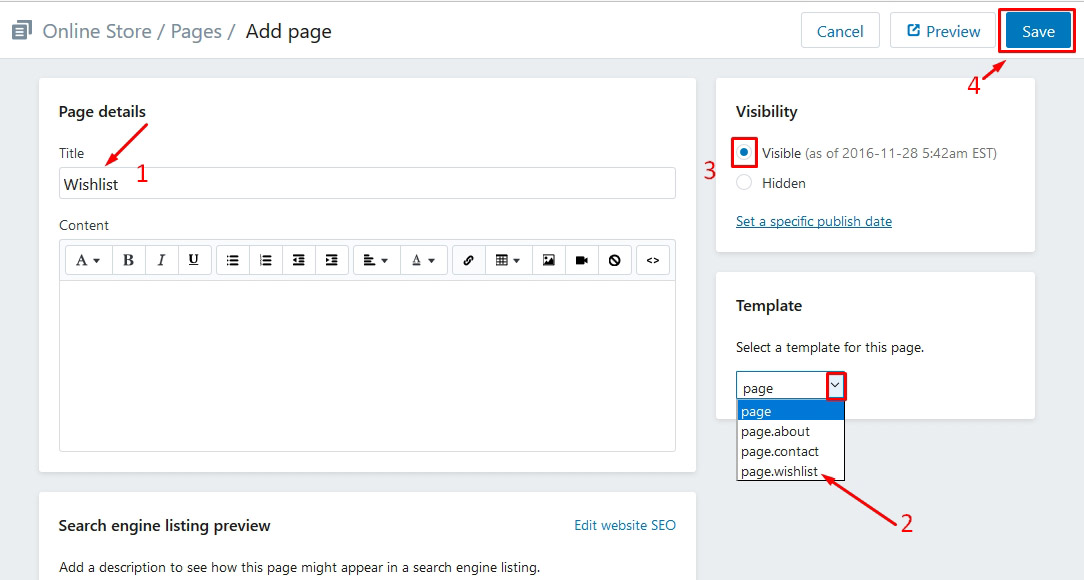 Online Store / Pages / Add page
Cancel
Preview
Save
4
Page details
Title
1
Wishlist
Content
A
B
I
U
A
<>
Search engine listing preview
Edit website SEO
Add a description to see how this page might appear in a search engine listing.
Visibility
3
Visible (as of 2016-11-28 5:42am EST)
Hidden
Set a specific publish date
Template
Select a template for this page.
page
page
page.about
page.contact
page.wishlist
2